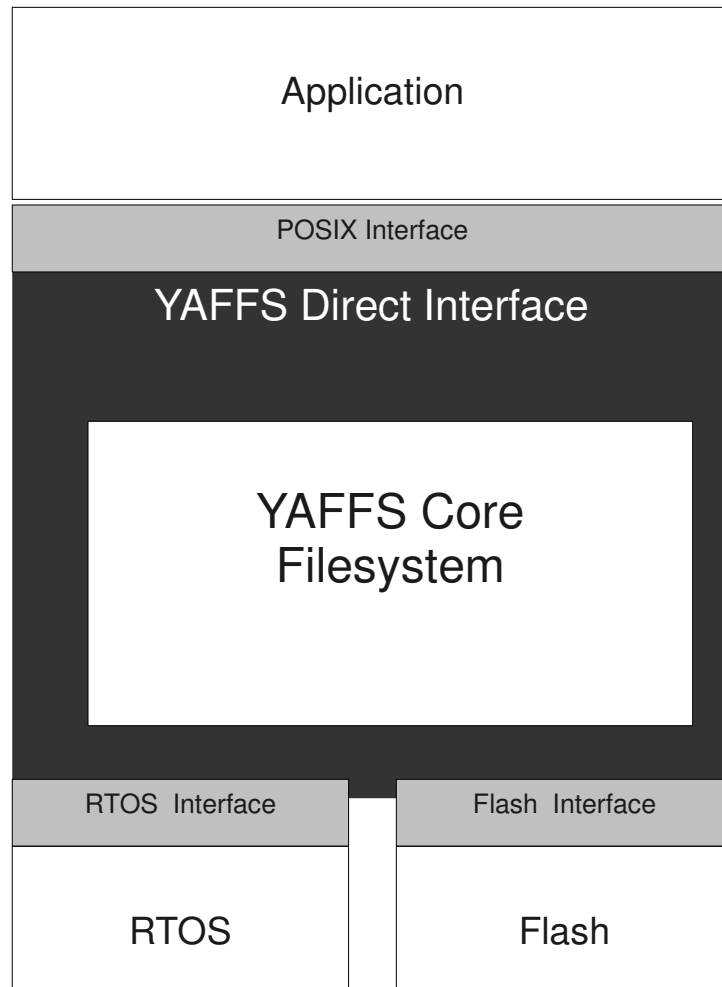 Application
POSIX Interface
YAFFS Direct Interface
YAFFS Core
Filesystem
RTOS Interface
Flash Interface
RTOS
Flash